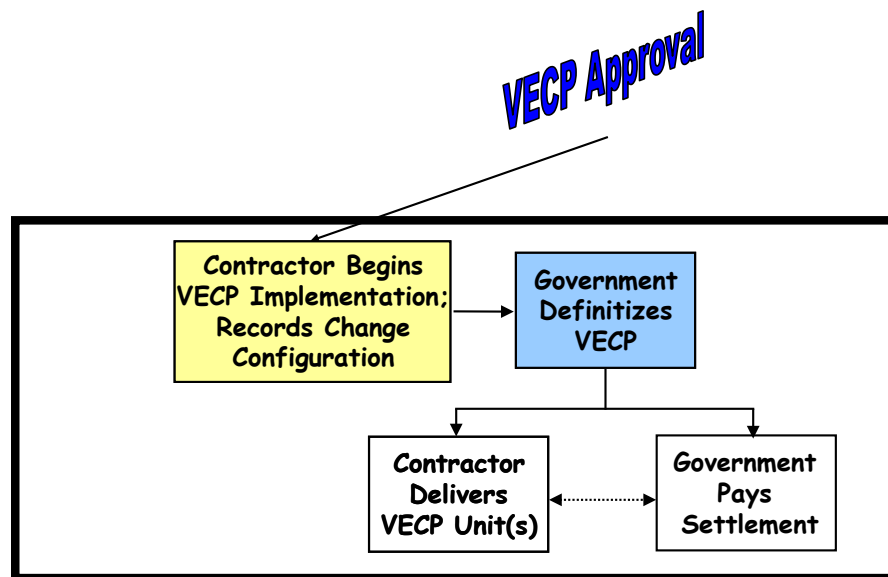 VECP Approval
Contractor Begins
VECP Implementation;
Records Change
Configuration
Government
Definitizes
VECP
Contractor
Delivers
VECP Unit(s)
Government
Pays
Settlement